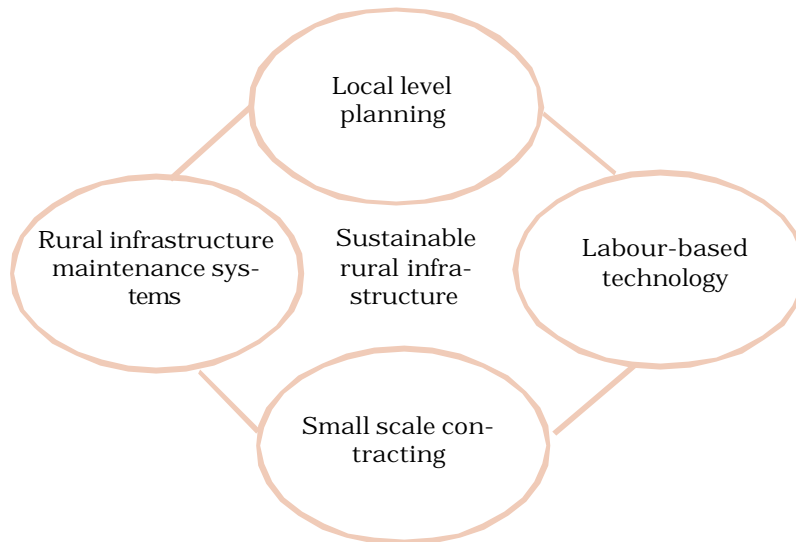 Local level
planning
Rural infrastructure
maintenance sys-
tems
Sustainable
rural infra-
structure
Labour-based
technology
Small scale con-
tracting